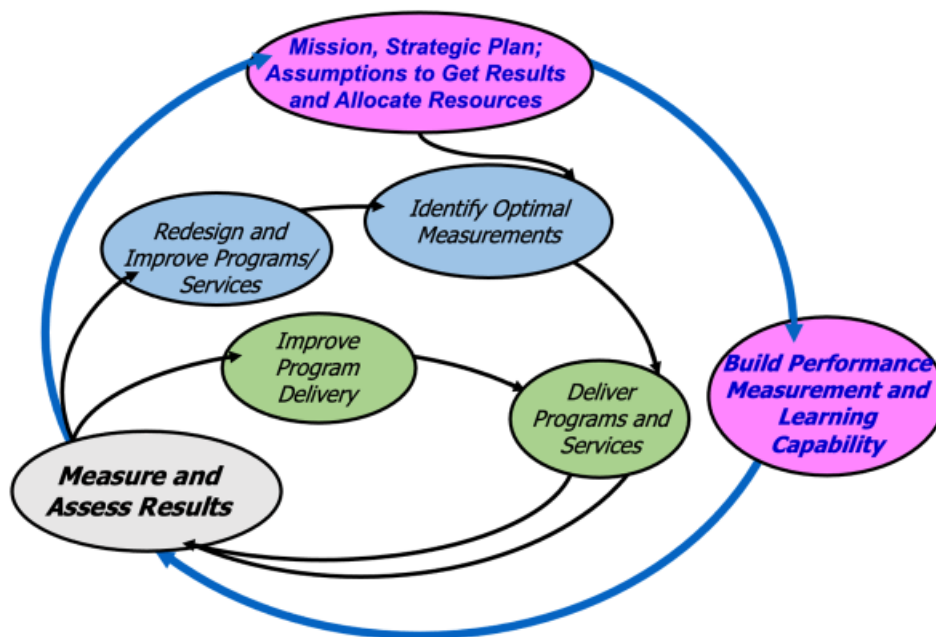 Mission, Strategic Plan;
Assumptions to Get Results
and Allocate Resources
Identify Optimal
Measurements
Redesign and
Improve Programs/
Services
Improve
Program
Delivery
Deliver
Programs and
Services
Build Performance
Measurement and
Learning
Capability
Measure and
Assess Results